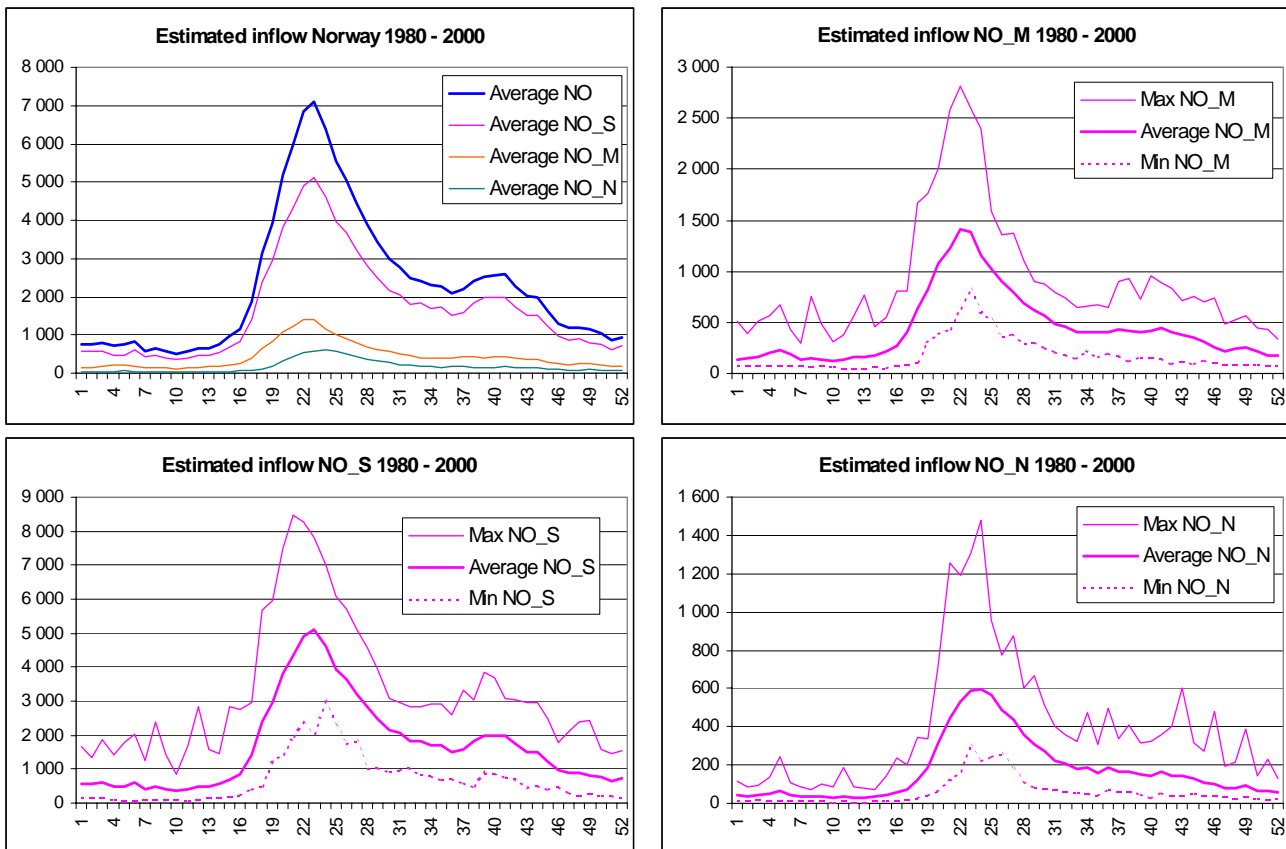 Estimated inflow Norway 1980 - 2000
8 000
7 000
6 000
5 000
4 000
3 000
2 000
1 000
0
Average NO
Average NO_S
Average NO_M
Average NO_N
1 4 7 10 13 16 19 22 25 28 31 34 37 40 43 46 49 52
Estimated inflow NO_M 1980 - 2000
3 000
2 500
2 000
1 500
1 000
500
0
Max NO_M
Average NO_M
Min NO_M
1 4 7 10 13 16 19 22 25 28 31 34 37 40 43 46 49 52
Estimated inflow NO_S 1980 - 2000
9 000
8 000
7 000
6 000
5 000
4 000
3 000
2 000
1 000
0
Max NO_S
Average NO_S
Min NO_S
1 4 7 10 13 16 19 22 25 28 31 34 37 40 43 46 49 52
Estimated inflow NO_N 1980 - 2000
1 600
1 400
1 200
1 000
800
600
400
200
0
Max NO_N
Average NO_N
Min NO_N
1 4 7 10 13 16 19 22 25 28 31 34 37 40 43 46 49 52